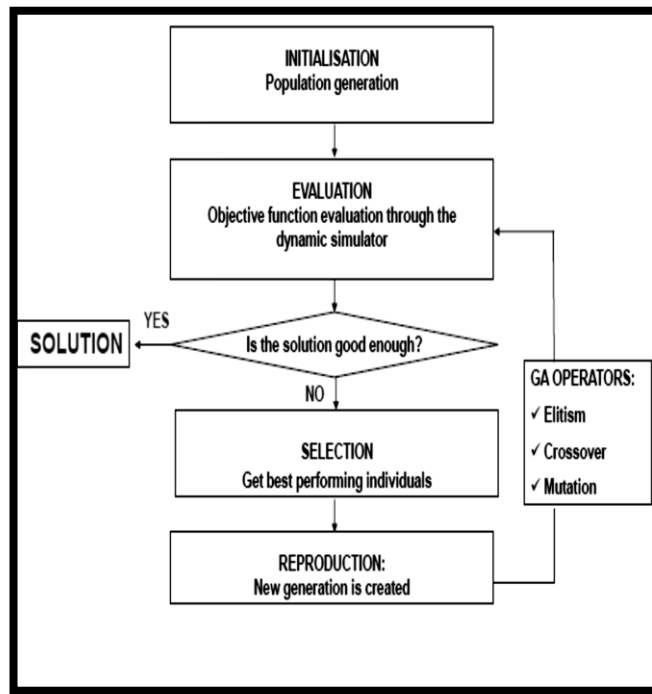 INITIALISATION
Population generation
EVALUATION
Objective function evaluation through the
dynamic simulator
YES
SOLUTION
Is the solution good enough?
NO
GA OPERATORS:
✓ Elitism
✓ Crossover
✓ Mutation
SELECTION
Get best performing individuals
REPRODUCTION:
New generation is created